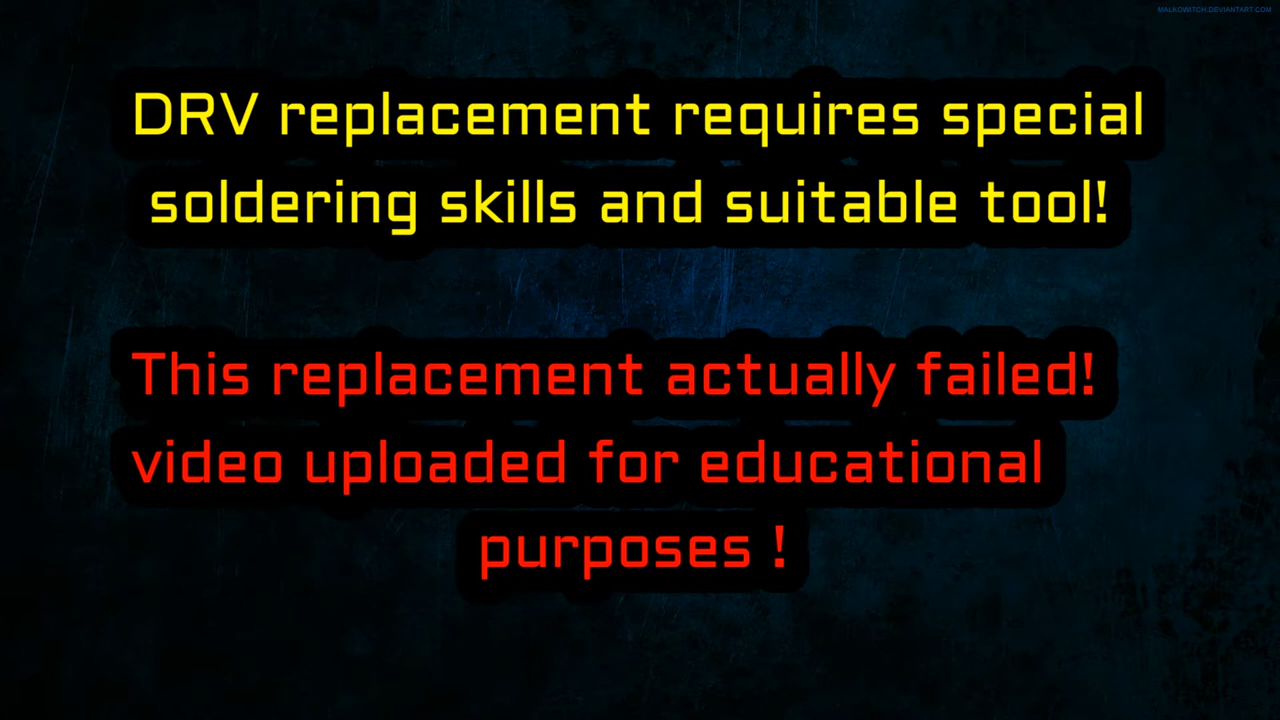 MALKOWITCH.DEVIANTART.COM
DRV replacement requires special
soldering skills and suitable tool!
This replacement actually failed!
video uploaded for educational
purposes !